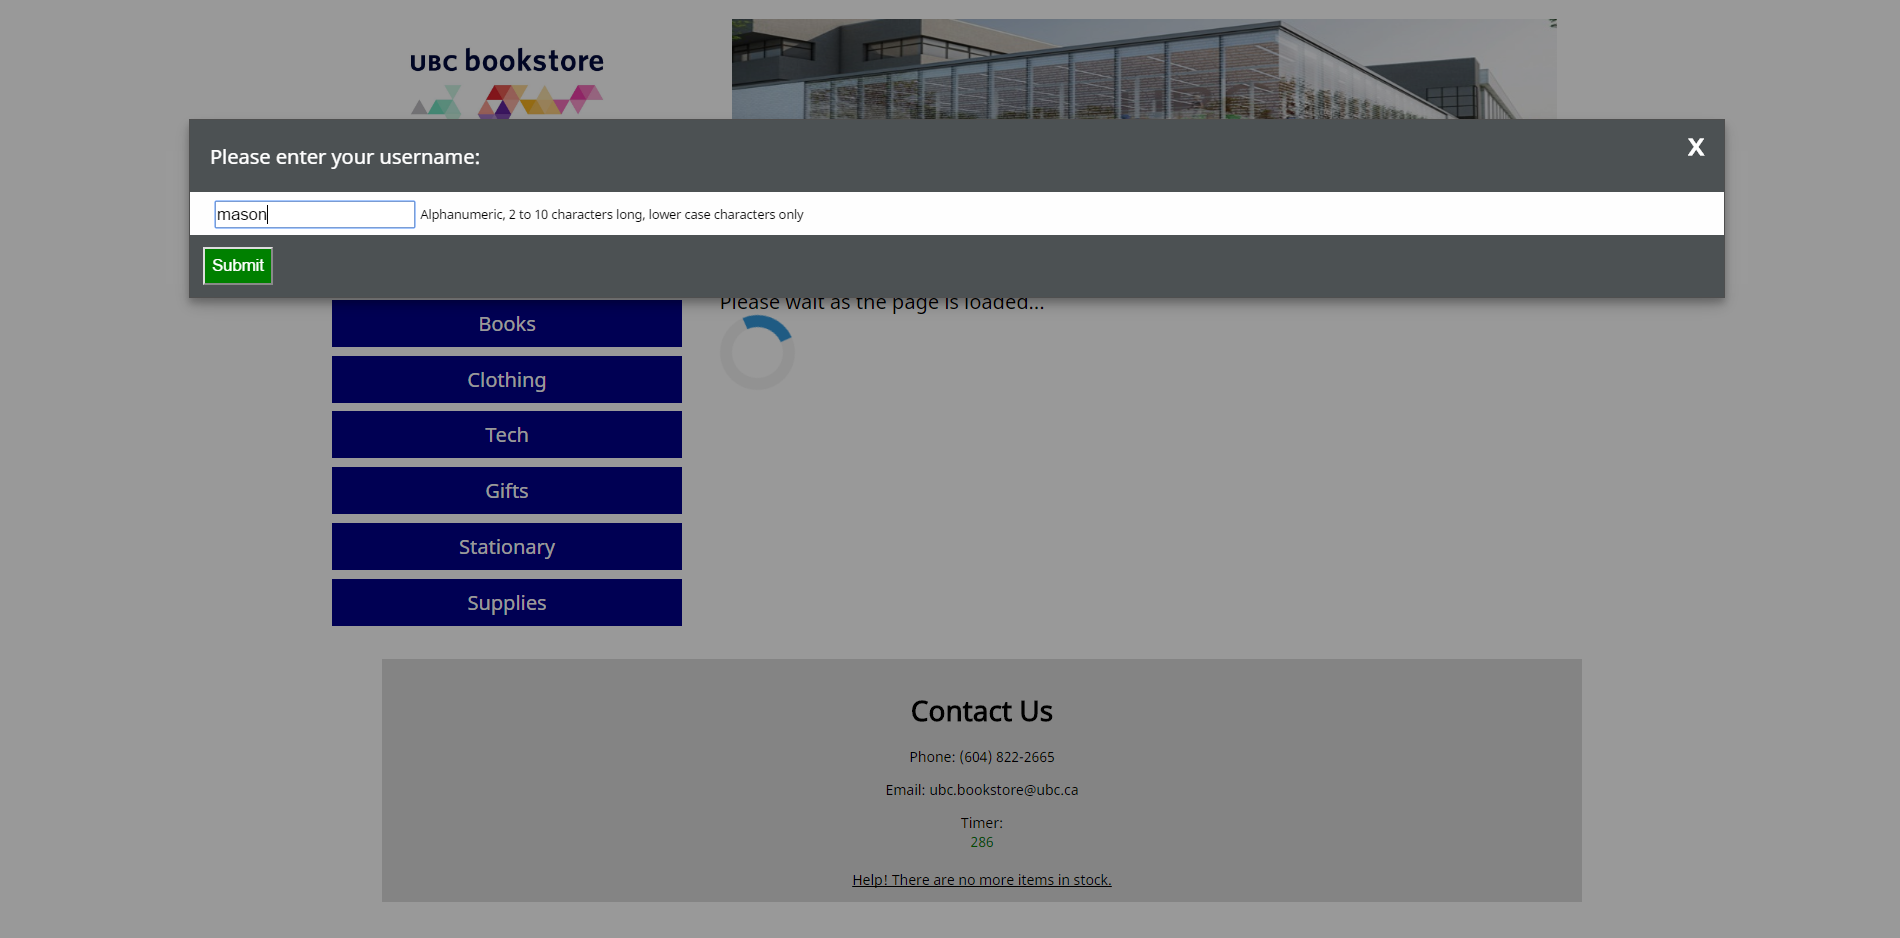 UBC bookstore
Please enter your username:
X
mason
Alphanumeric, 2 to 10 characters long, lower case characters only
Submit
Please wait as the page is loaded...
Books
Clothing
Tech
Gifts
Stationary
Supplies
Contact Us
Phone: (604) 822-2665
Email: ubc.bookstore@ubc.ca
Timer:
286
Help! There are no more items in stock.